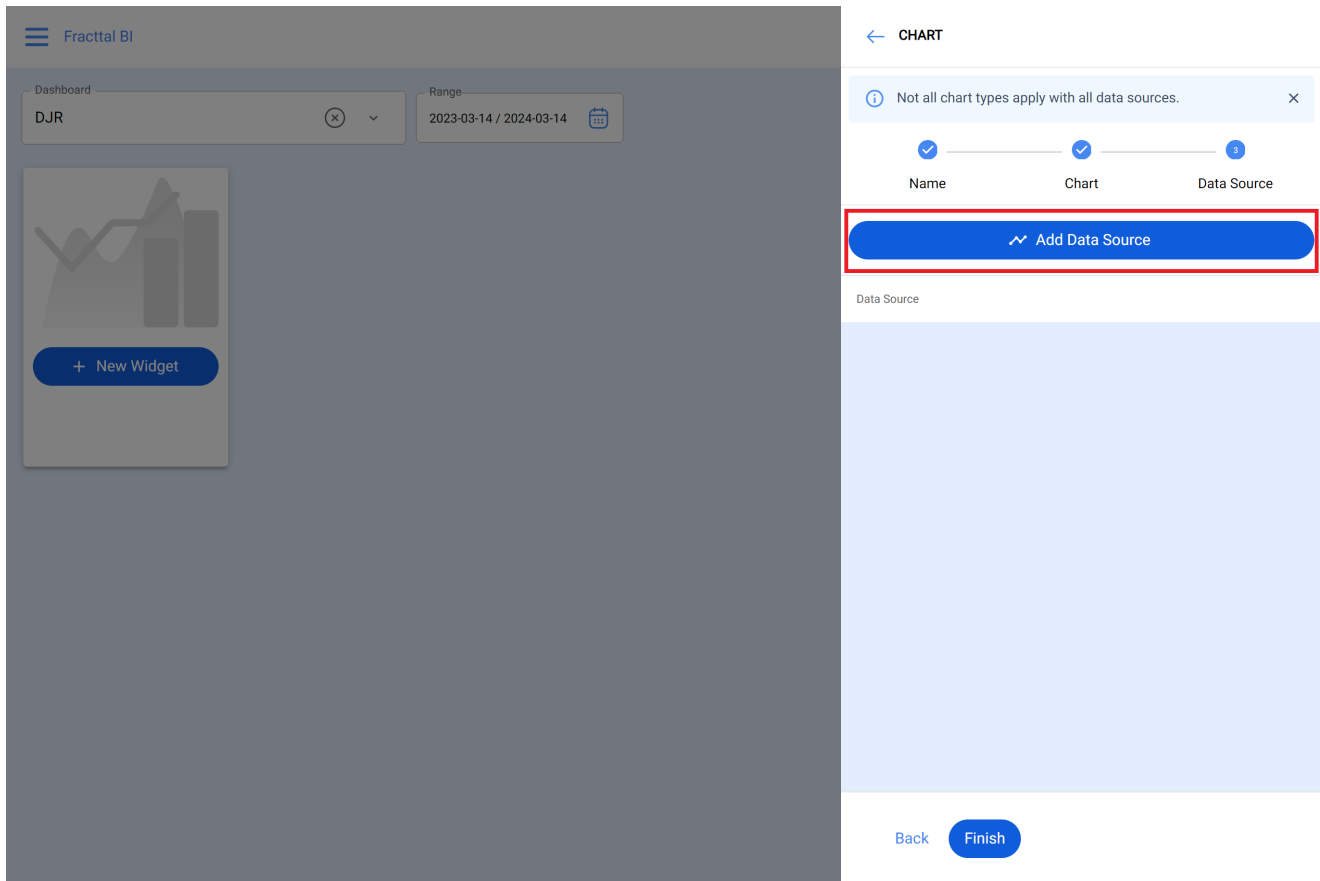 Fracttal BI
Dashboard
DJR
Range
2023-03-14 / 2024-03-14
New Widget
CHART
Not all chart types apply with all data sources.
3
Name Chart Data Source
Add Data Source
Data Source
Back Finish